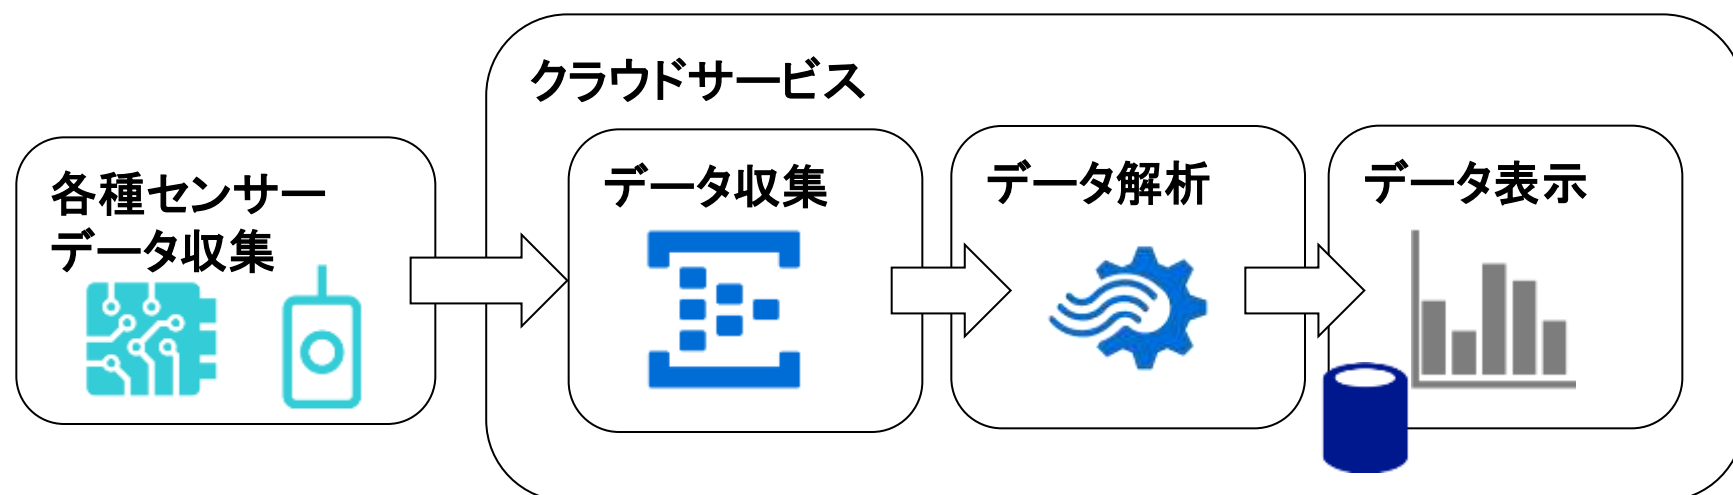 クラウドサービス
各種センサー
データ収集
データ収集
データ解析
データ表示